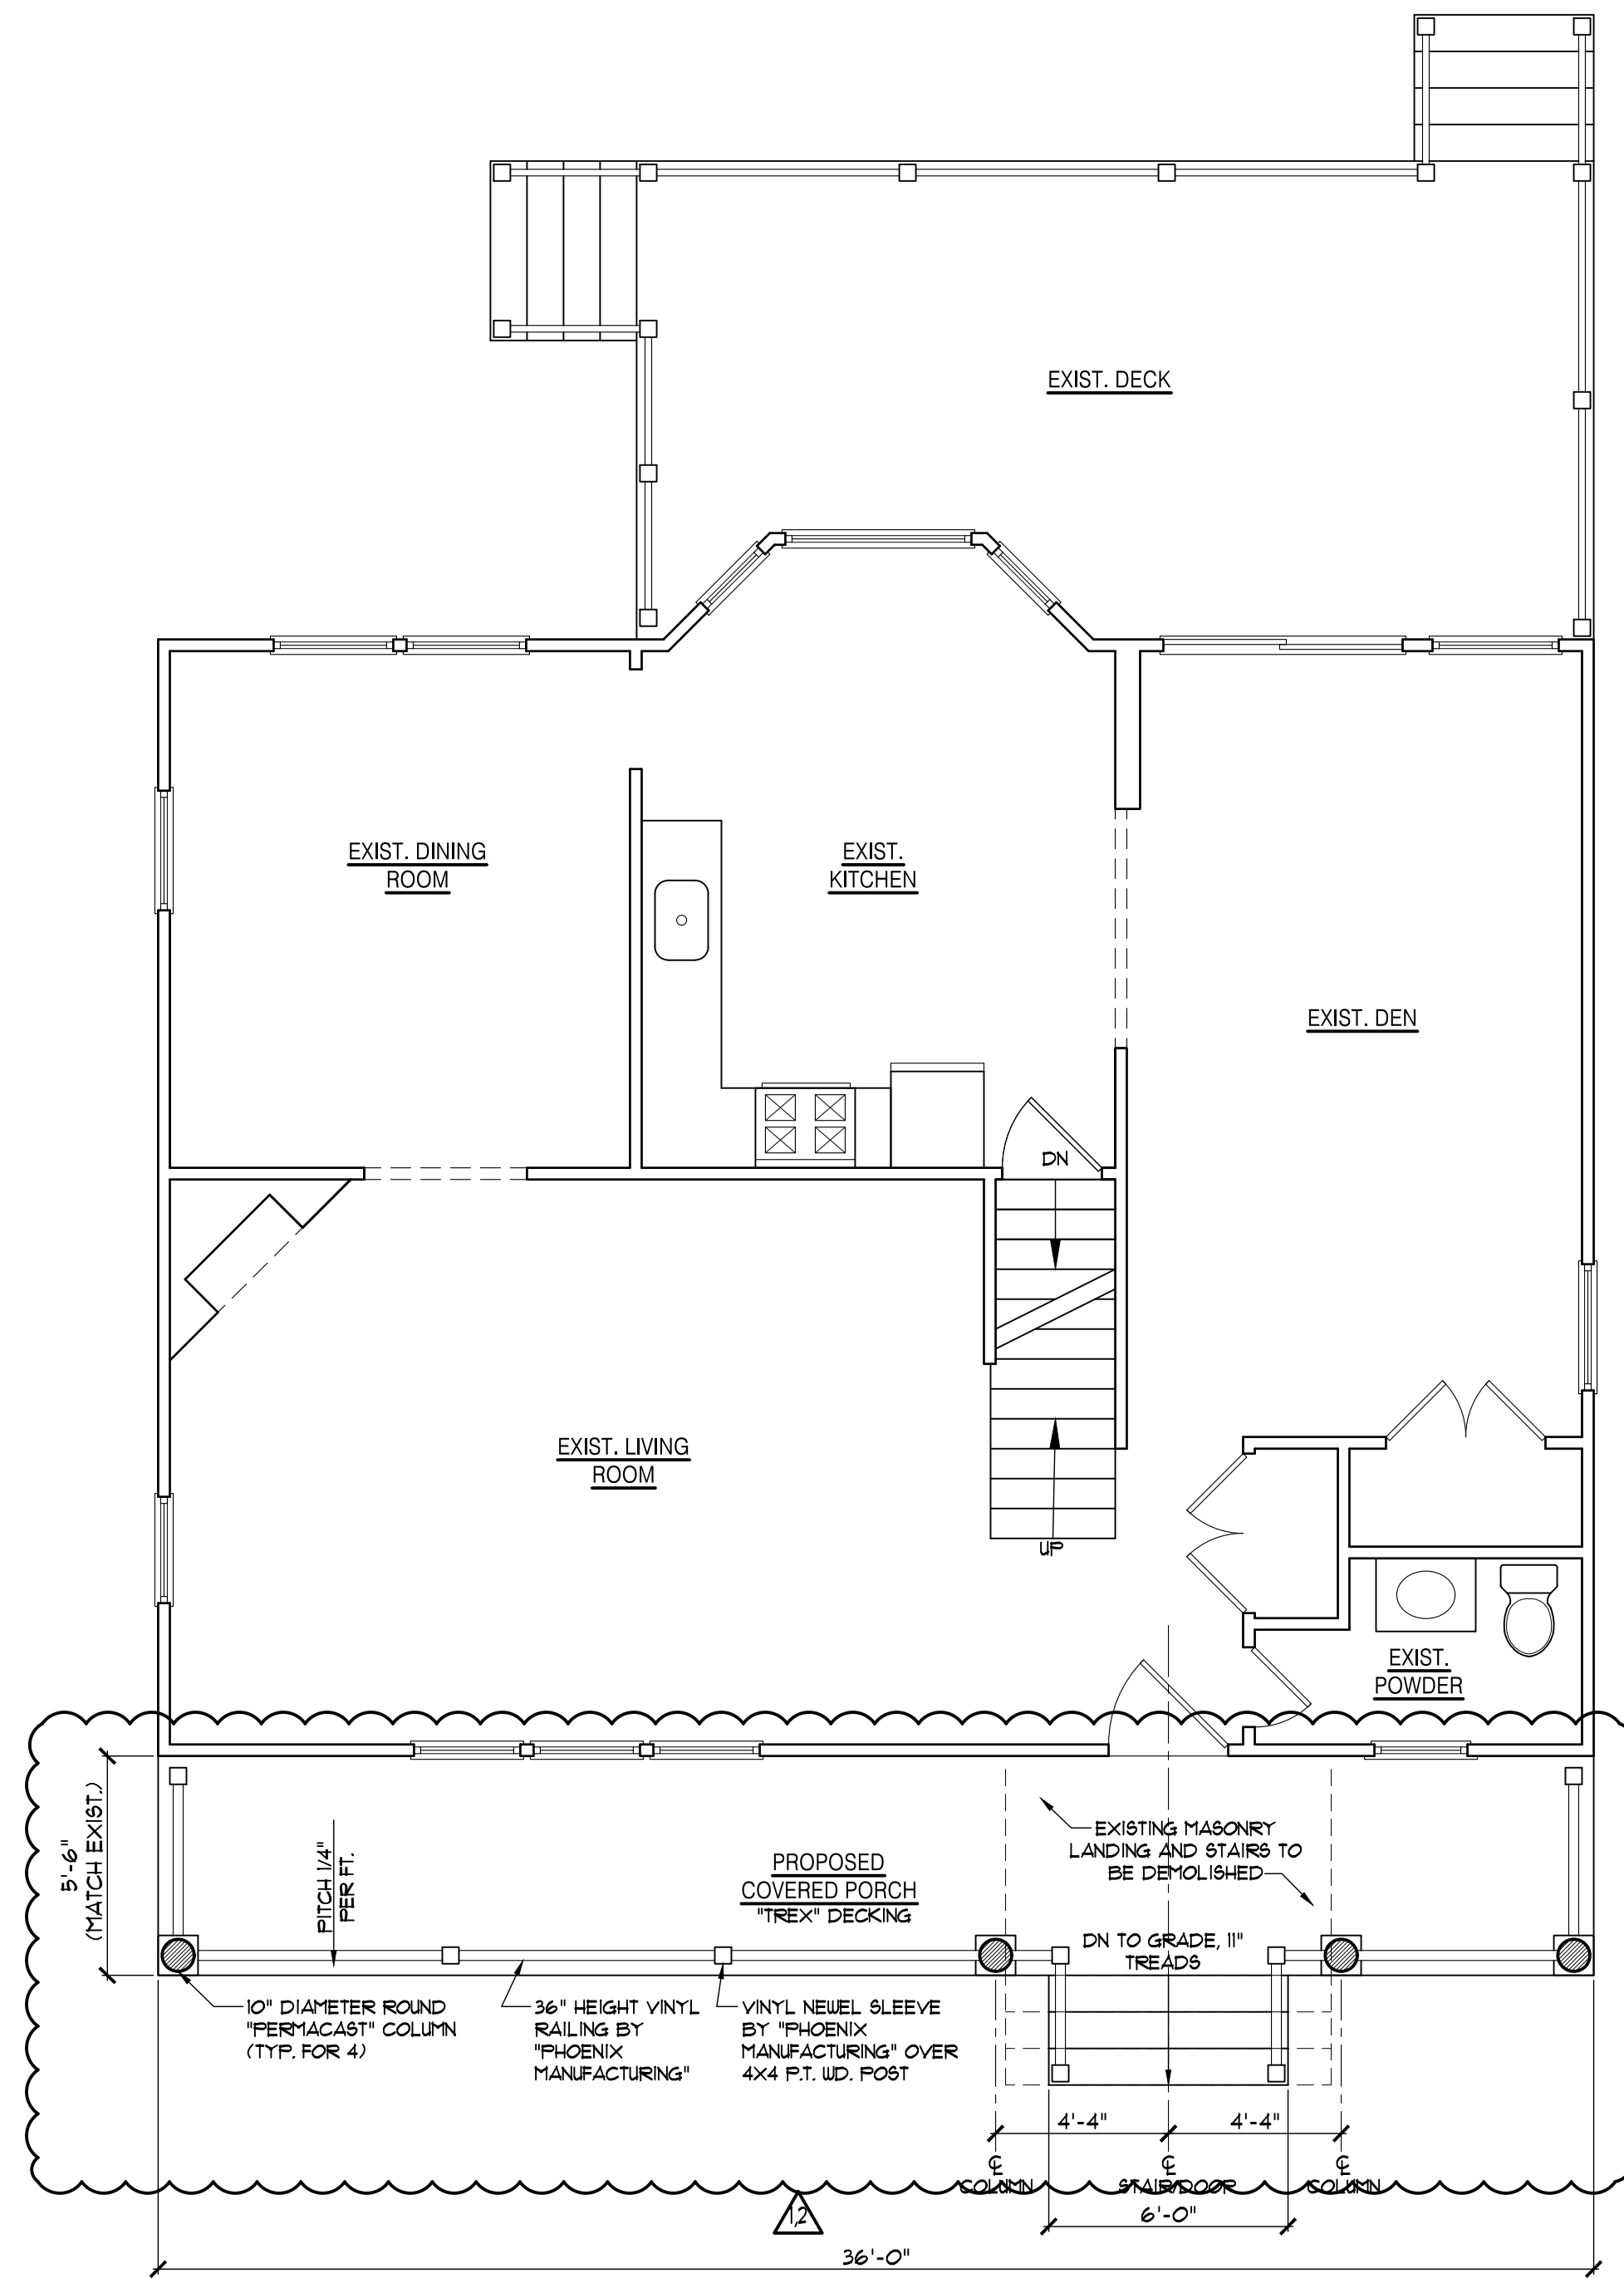 EXIST. DECK
EXIST. DINING
ROOM
EXIST.
KITCHEN
EXIST. DEN
DN
EXIST. LIVING
ROOM
UP
EXIST.
POWDER
5'-6"
(MATCH EXIST.)
PITCH 1/4"
PER FT.
PROPOSED
COVERED PORCH
"TREX" DECKING
EXISTING MASONRY
LANDING AND STAIRS TO
BE DEMOLISHED
DN TO GRADE, 11"
TREADS
10" DIAMETER ROUND
"PERMACAST" COLUMN
(TYP. FOR 4)
36" HEIGHT VINYL
RAILING BY
"PHOENIX
MANUFACTURING"
VINYL NEWEL SLEEVE
BY "PHOENIX
MANUFACTURING" OVER
4X4 P.T. WD. POST
4'-4"
4'-4"
℄
COLUMN
℄
STAIR/DOOR
℄
COLUMN
1,2
6'-0"
36'-0"